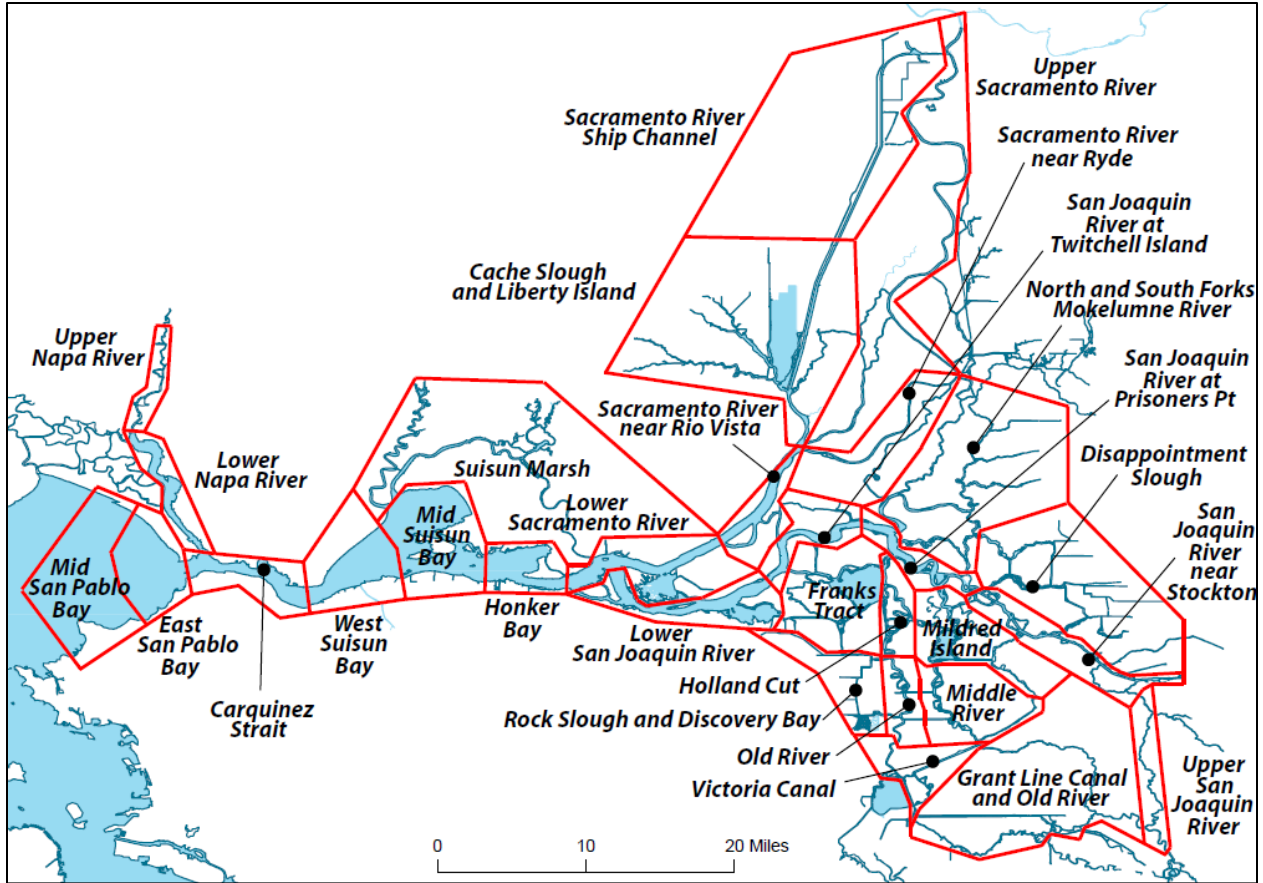 Upper
Sacramento River
Sacramento River
Ship Channel
Sacramento River
near Ryde
San Joaquin
River at
Twitchell Island
Cache Slough
and Liberty Island
North and South Forks
Mokelumne River
Upper
Napa River
San Joaquin
River at
Prisoners Pt
Sacramento River
near Rio Vista
Disappointment
Slough
Lower
Napa River
Suisun Marsh
Lower
Sacramento River
San
Joaquin
River
near
Stockton
Mid
Suisun
Bay
Mid
San Pablo
Bay
Franks
Tract
East
San Pablo
Bay
West
Suisun
Bay
Honker
Bay
Lower
San Joaquin River
Mildred
Island
Holland Cut
Middle
River
Carquinez
Strait
Rock Slough and Discovery Bay
Old River
Victoria Canal
Grant Line Canal
and Old River
Upper
San
Joaquin
River
0 10 20 Miles